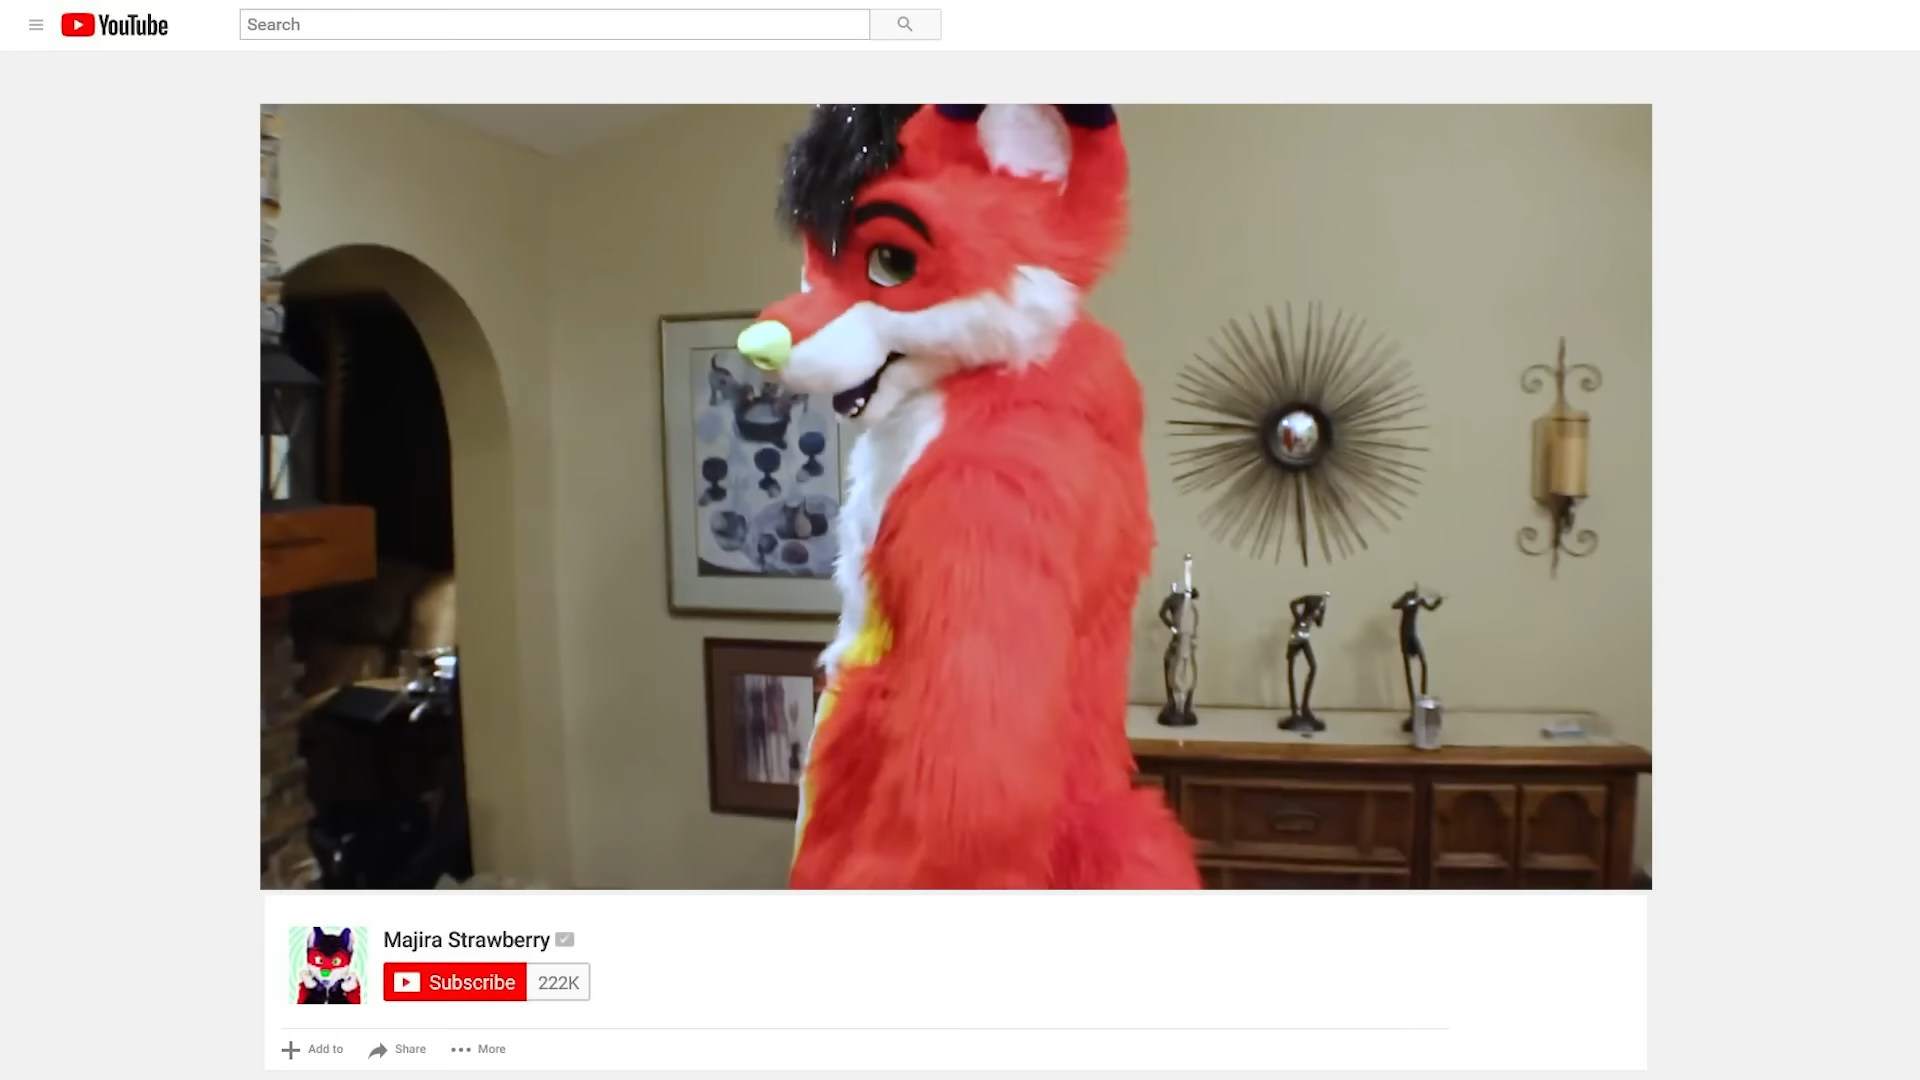 YouTube
Search
Majira Strawberry
Subscribe 222K
Add to Share More